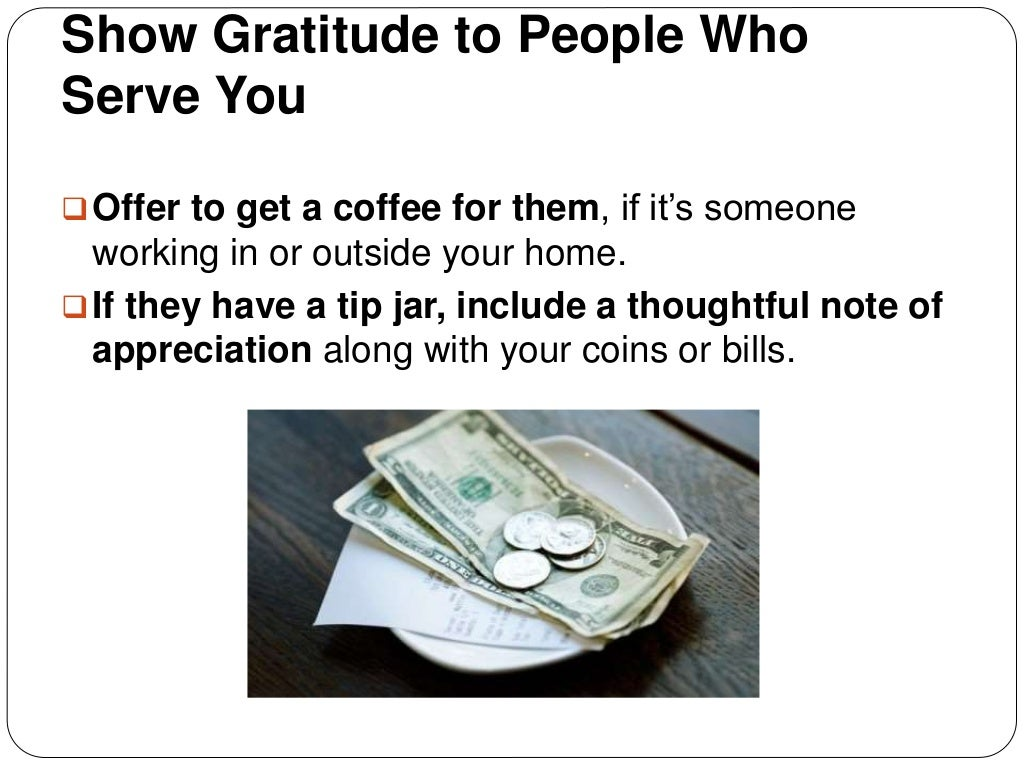 Show Gratitude to People Who
Serve You
Offer to get a coffee for them, if it’s someone
working in or outside your home.
If they have a tip jar, include a thoughtful note of
appreciation along with your coins or bills.